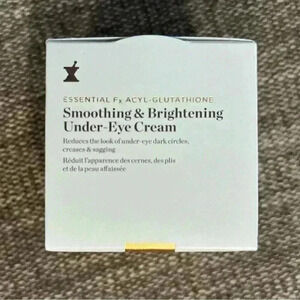 ESSENTIAL Fx ACYL-GLUTATHIONE
Smoothing & Brightening
Under-Eye Cream
Reduces the look of under-eye dark circles,
creases & sagging
Réduit l'apparence des cernes, des plis
et de la peau affaissée